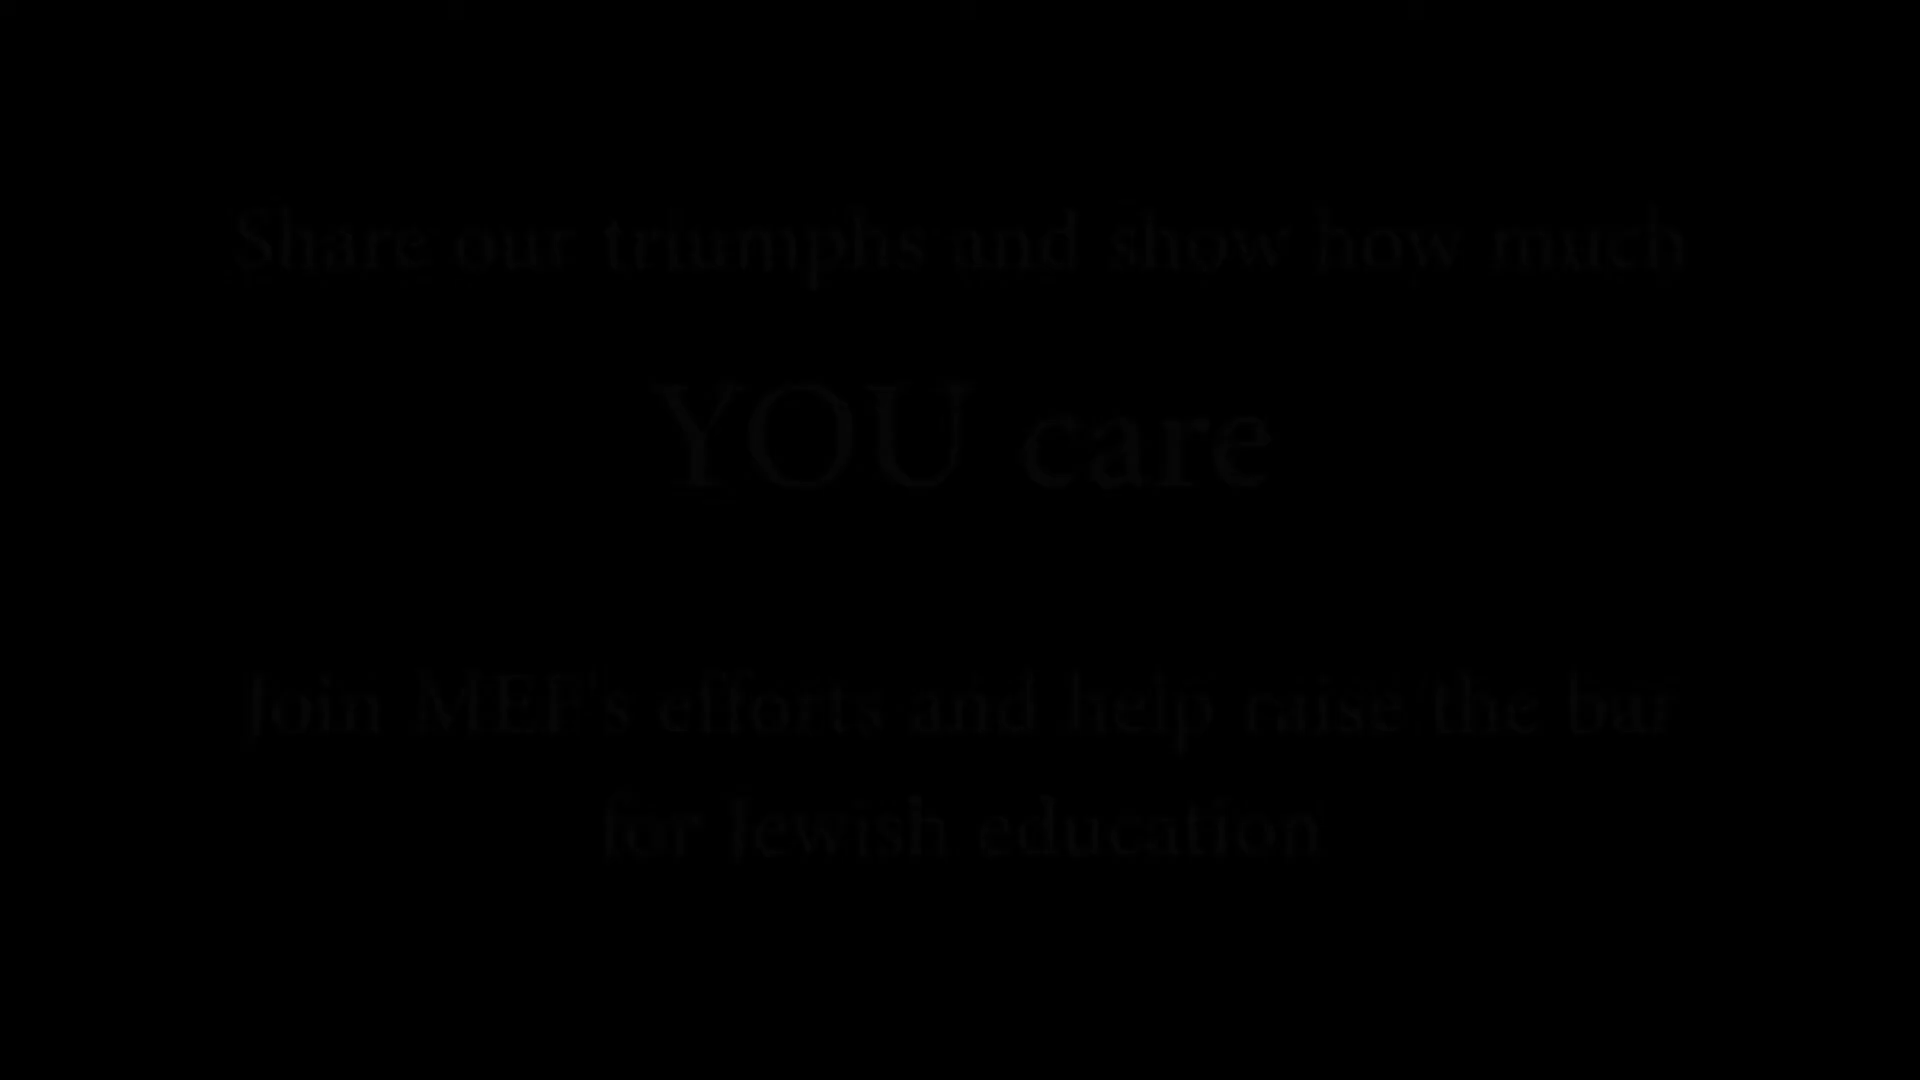 Share our triumphs and show how much
YOU care
Join MEF's efforts and help raise the bar
for Jewish education